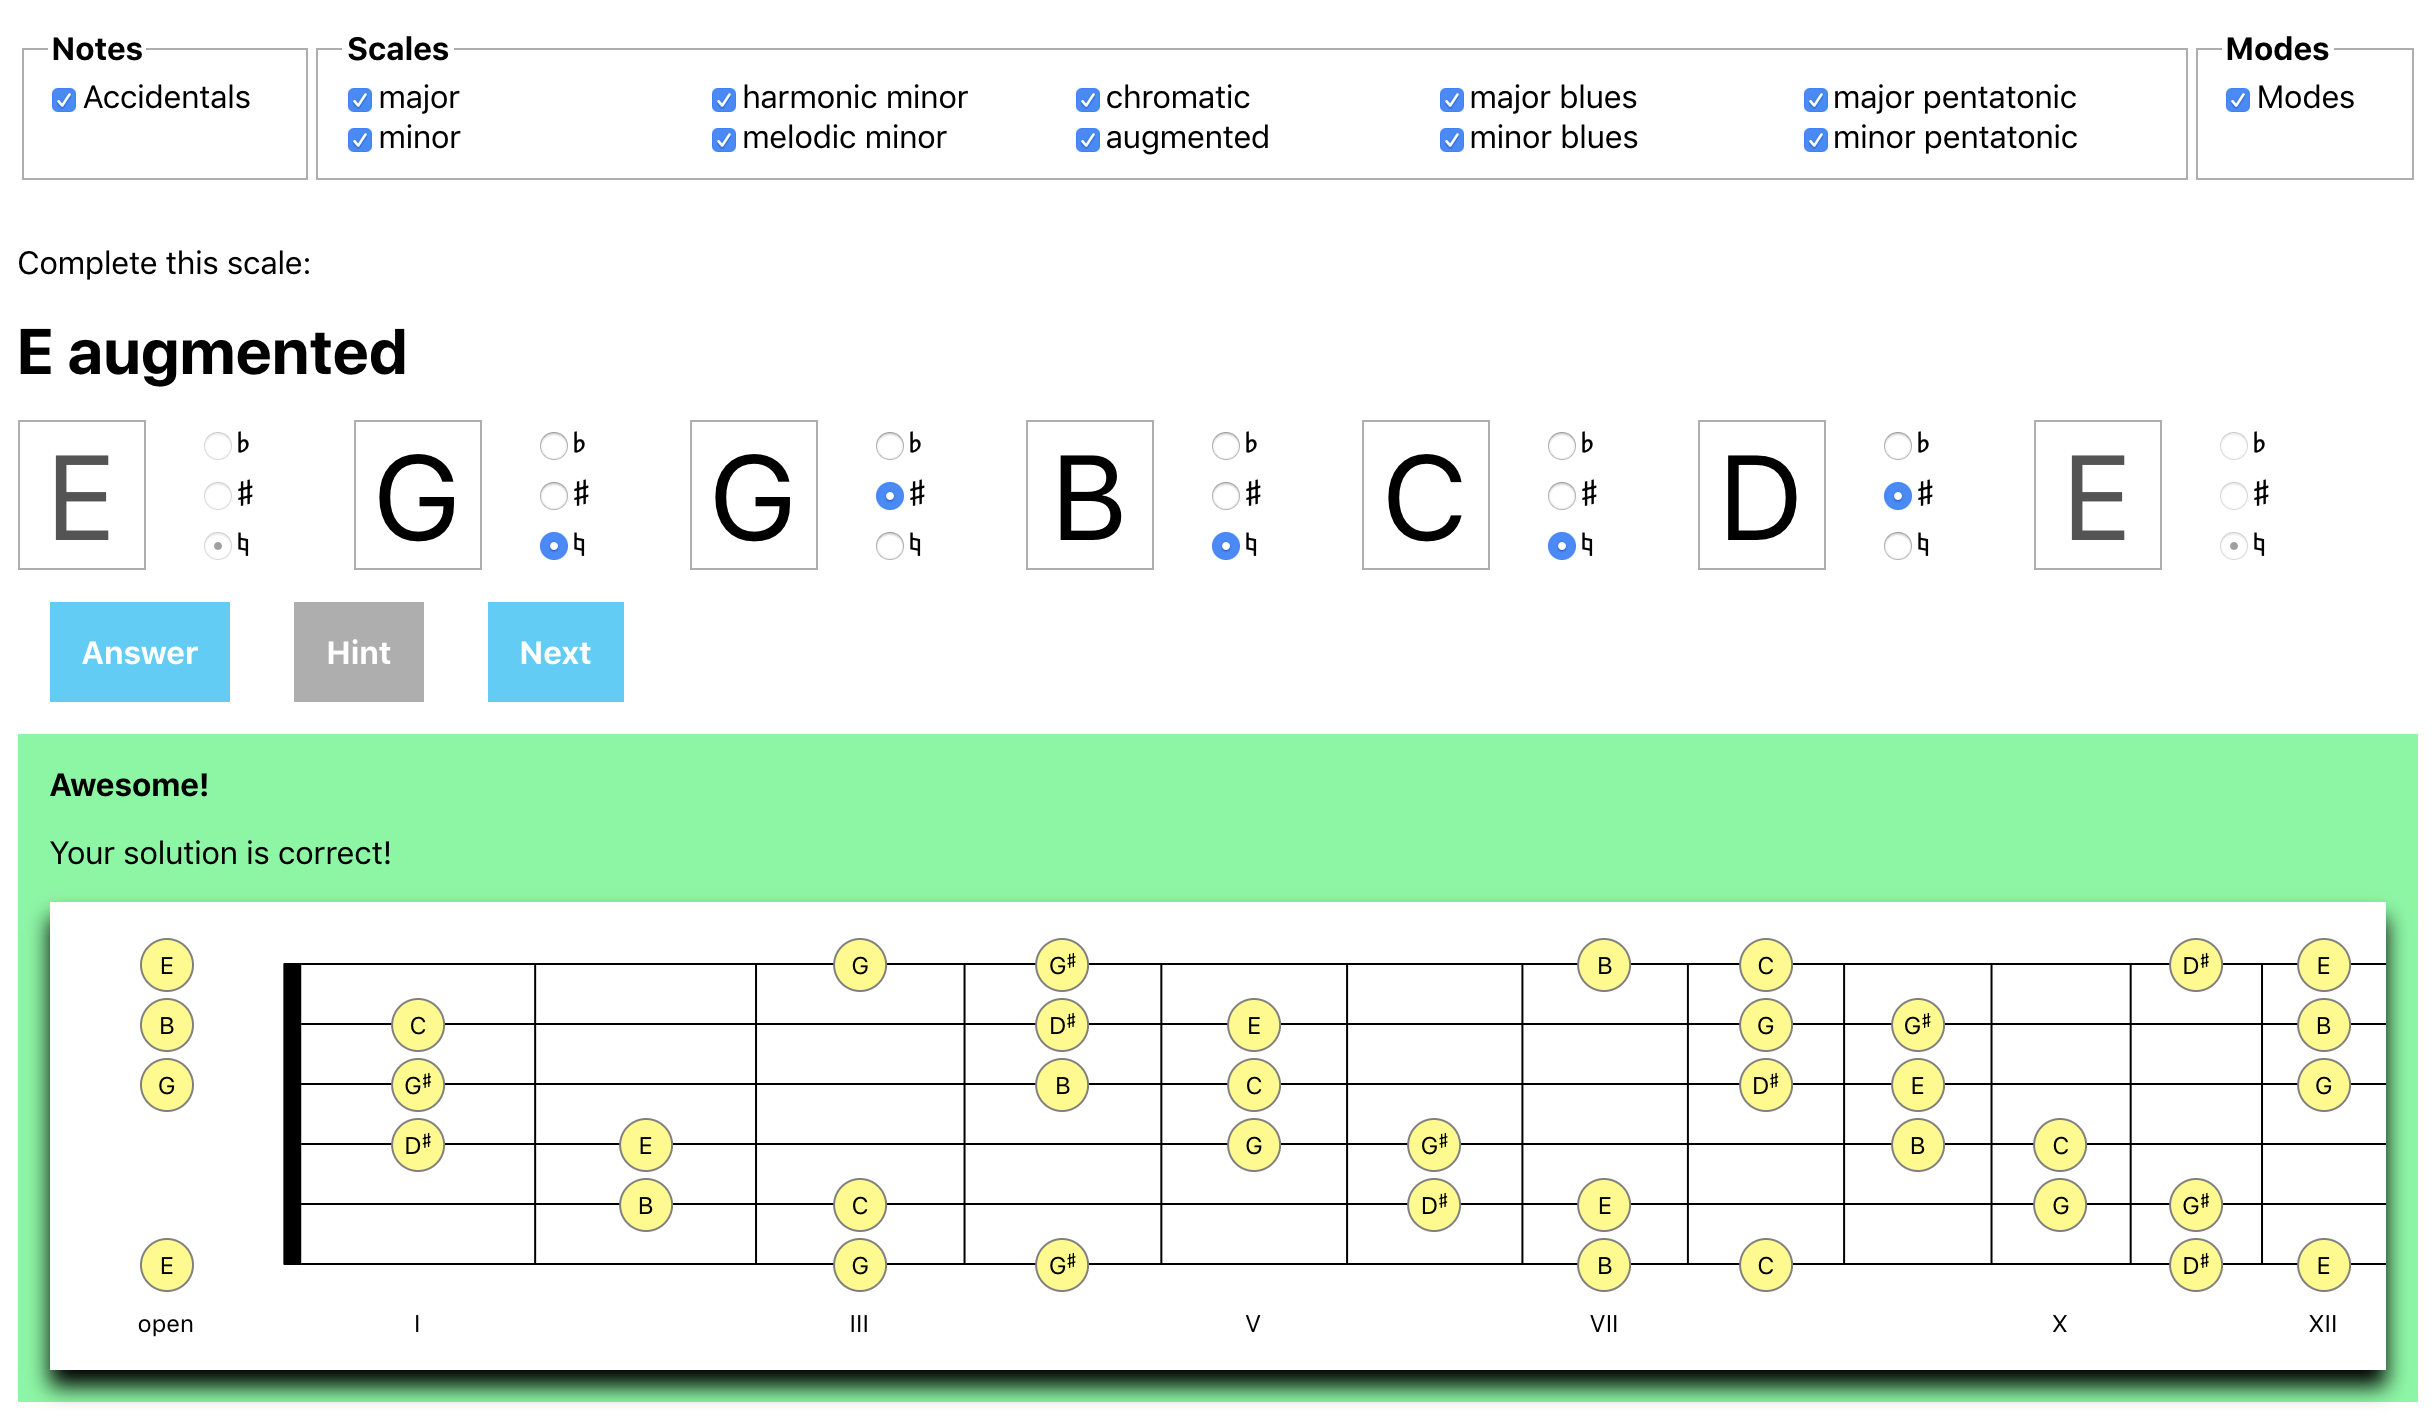 Notes Scales Modes
Accidentals major harmonic minor chromatic major blues major pentatonic Modes
minor melodic minor augmented minor blues minor pentatonic
Complete this scale:
E augmented
E ♭ G ♭ G ♭ B ♭ C ♭ D ♭ E ♭
♯ ♯ ♯ ♯ ♯ ♯ ♯
♮ ♮ ♮ ♮ ♮ ♮ ♮
Answer Hint Next
Awesome!
Your solution is correct!
E G G♯ B C D♯ E
B C D♯ E G G♯ B
G G♯ B C D♯ E G
D♯ E G G♯ B C
B C D♯ E G G♯
E G G♯ B C D♯ E
open I III V VII X XII